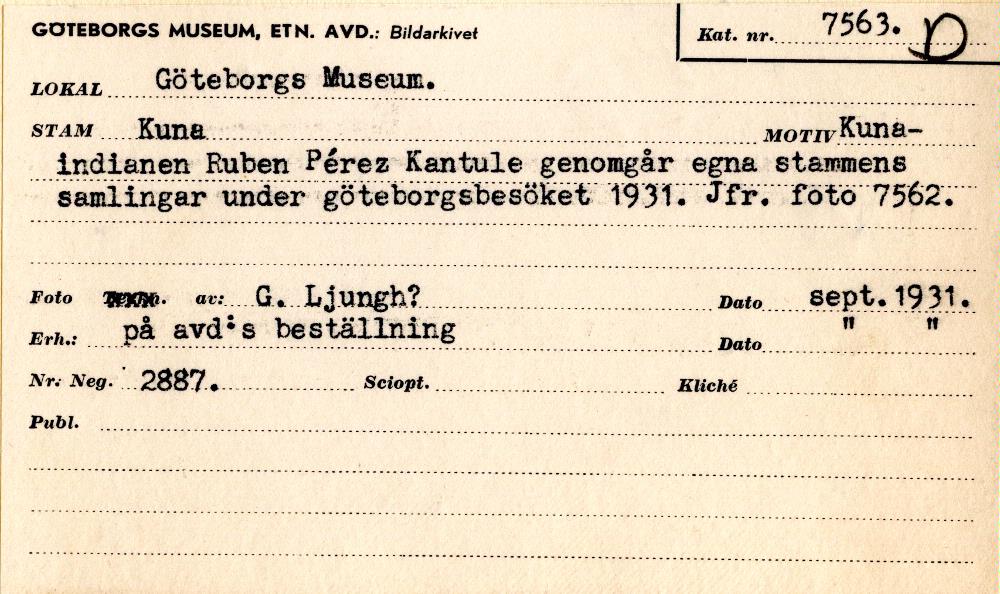 GÖTEBORGS MUSEUM, ETN. AVD.: Bildarkivet
Kat. nr. 7563. D
LOKAL Göteborgs Museum.
STAM Kuna MOTIV Kuna-
indianen Ruben Pérez Kantule genomgår egna stammens
samlingar under göteborgsbesöket 1931. Jfr. foto 7562.
Foto av: G. Ljungh? Dato sept. 1931.
Erh.: på avd:s beställning Dato " "
Nr. Neg. 2887. Sciopt. Kliché
Publ.